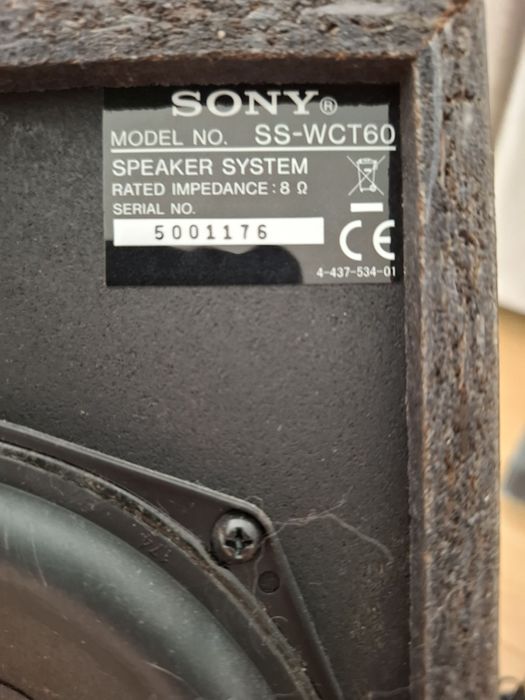 SONY®
MODEL NO. SS-WCT60
SPEAKER SYSTEM
RATED IMPEDANCE : 8 Ω
SERIAL NO.
5001176
CE
4-437-534-01